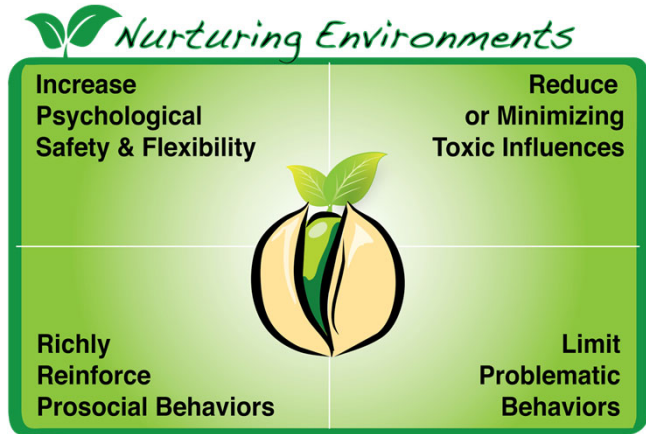 Nurturing Environments
Increase
Psychological
Safety & Flexibility
Reduce
or Minimizing
Toxic Influences
Richly
Reinforce
Prosocial Behaviors
Limit
Problematic
Behaviors